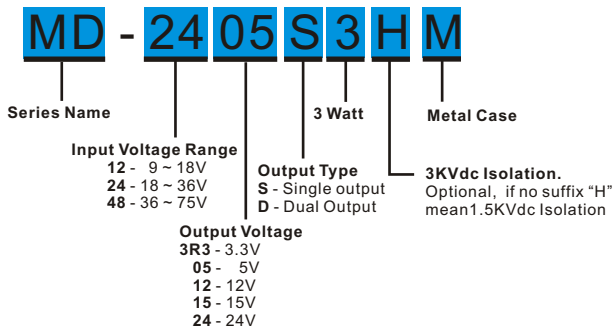 MD - 24 05 S 3 H M
Series Name
3 Watt
Metal Case
Input Voltage Range
12 - 9 ~ 18V
24 - 18 ~ 36V
48 - 36 ~ 75V
Output Type
S - Single output
D - Dual Output
3KVdc Isolation.
Optional, if no suffix “H”
mean1.5KVdc Isolation
Output Voltage
3R3 - 3.3V
05 - 5V
12 - 12V
15 - 15V
24 - 24V